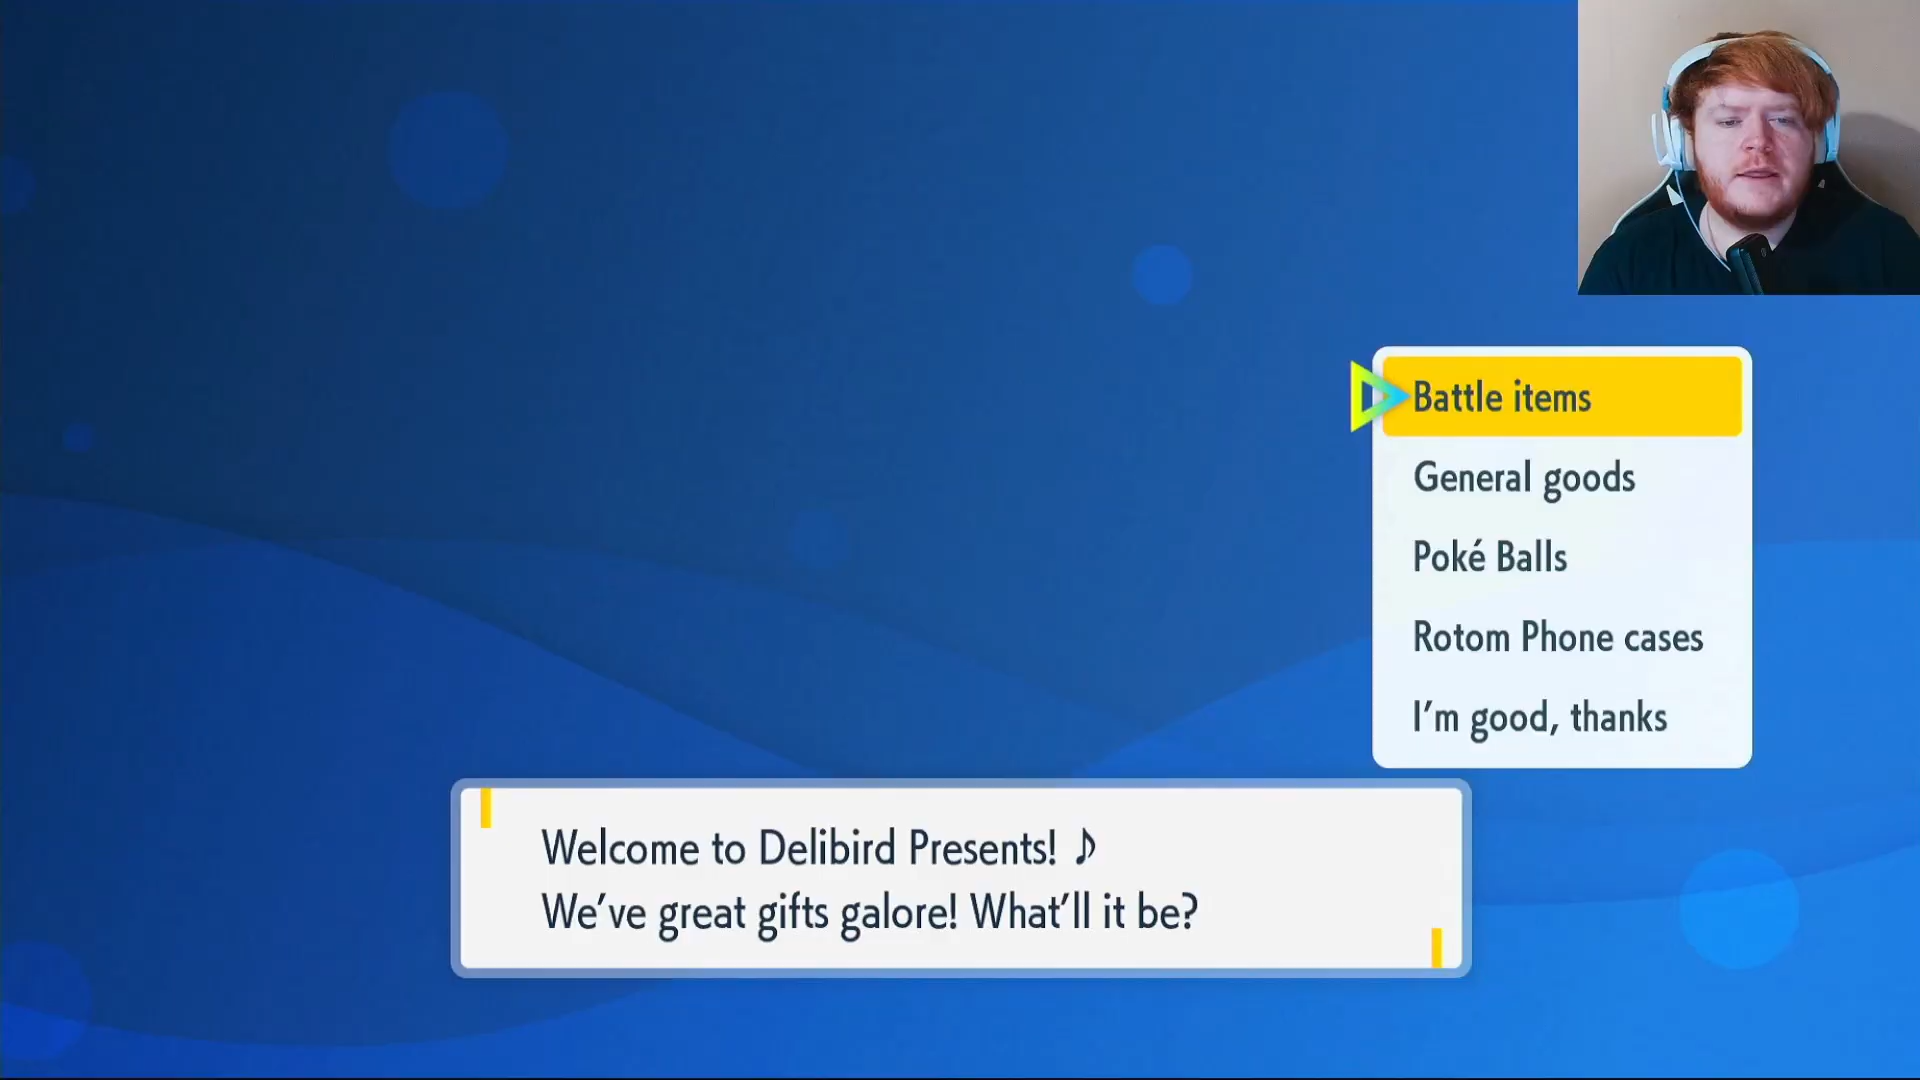 Battle items
General goods
Poké Balls
Rotom Phone cases
I'm good, thanks
Welcome to Delibird Presents! ♪
We've great gifts galore! What'll it be?